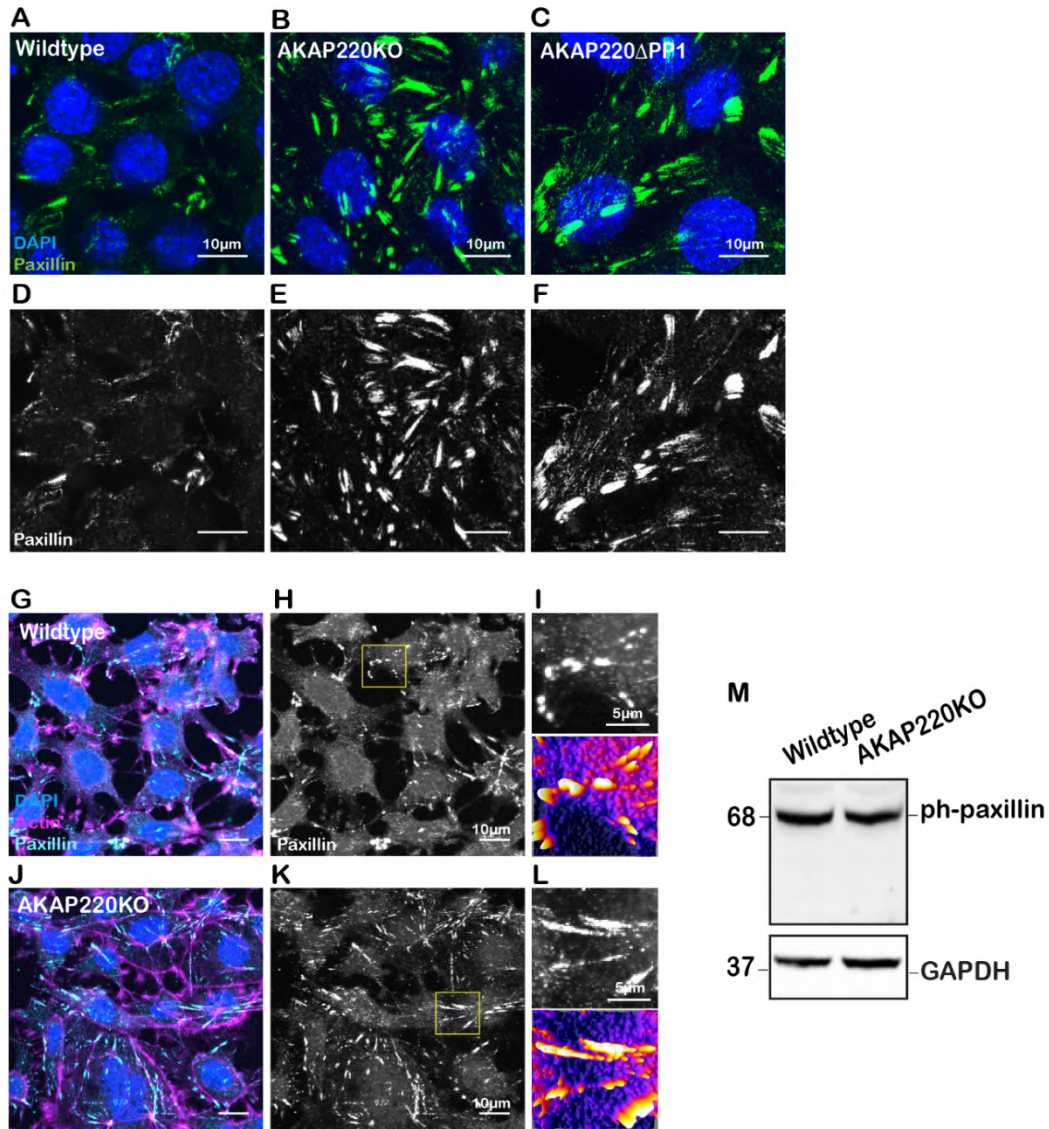 A
B
C
Wildtype
AKAP220KO
AKAP220ΔPP1
DAPI
Paxillin
10μm
10μm
10μm
D
E
F
Paxillin
G
H
I
Wildtype
DAPI
Actin
Paxillin
Paxillin
10μm
5μm
J
K
L
AKAP220KO
10μm
5μm
M
Wildtype
AKAP220KO
68
ph-paxillin
37
GAPDH